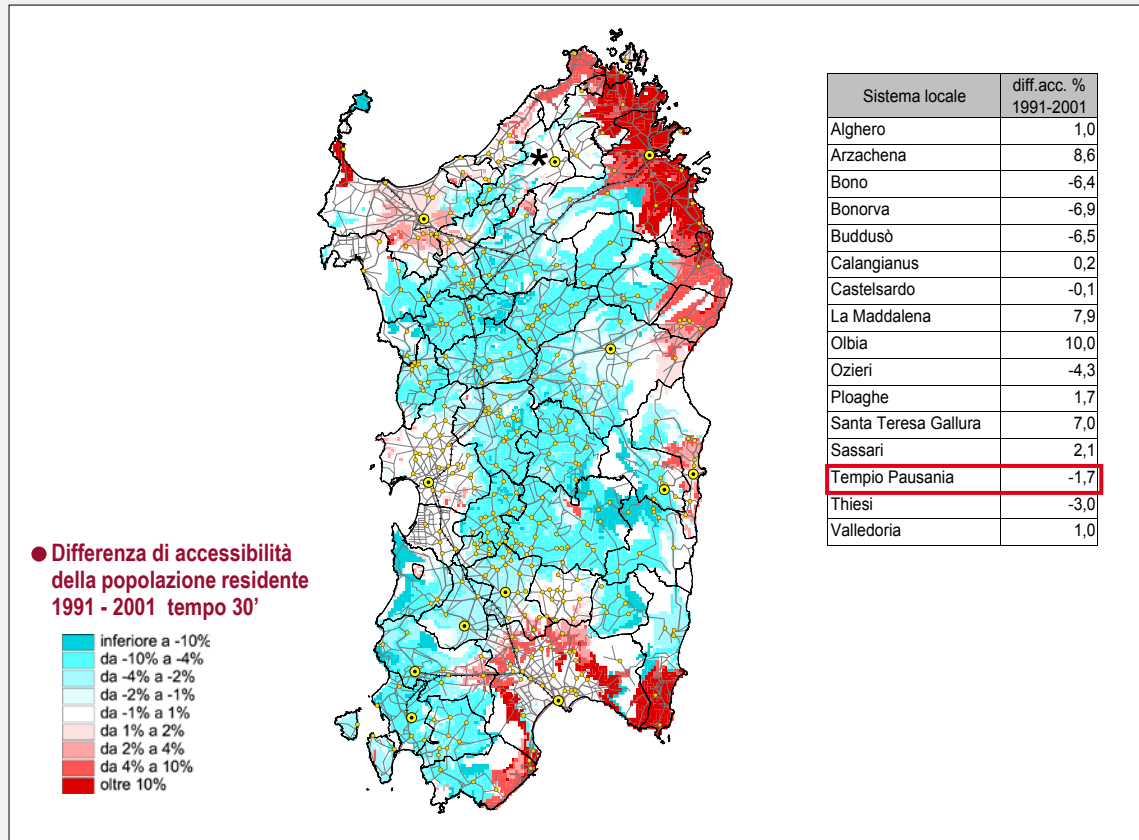 *
Sistema locale diff.acc. % 1991-2001
Alghero 1,0
Arzachena 8,6
Bono -6,4
Bonorva -6,9
Buddusò -6,5
Calangianus 0,2
Castelsardo -0,1
La Maddalena 7,9
Olbia 10,0
Ozieri -4,3
Ploaghe 1,7
Santa Teresa Gallura 7,0
Sassari 2,1
Tempio Pausania -1,7
Thiesi -3,0
Valledoria 1,0
Differenza di accessibilità
della popolazione residente
1991 - 2001 tempo 30’
inferiore a -10%
da -10% a -4%
da -4% a -2%
da -2% a -1%
da -1% a 1%
da 1% a 2%
da 2% a 4%
da 4% a 10%
oltre 10%